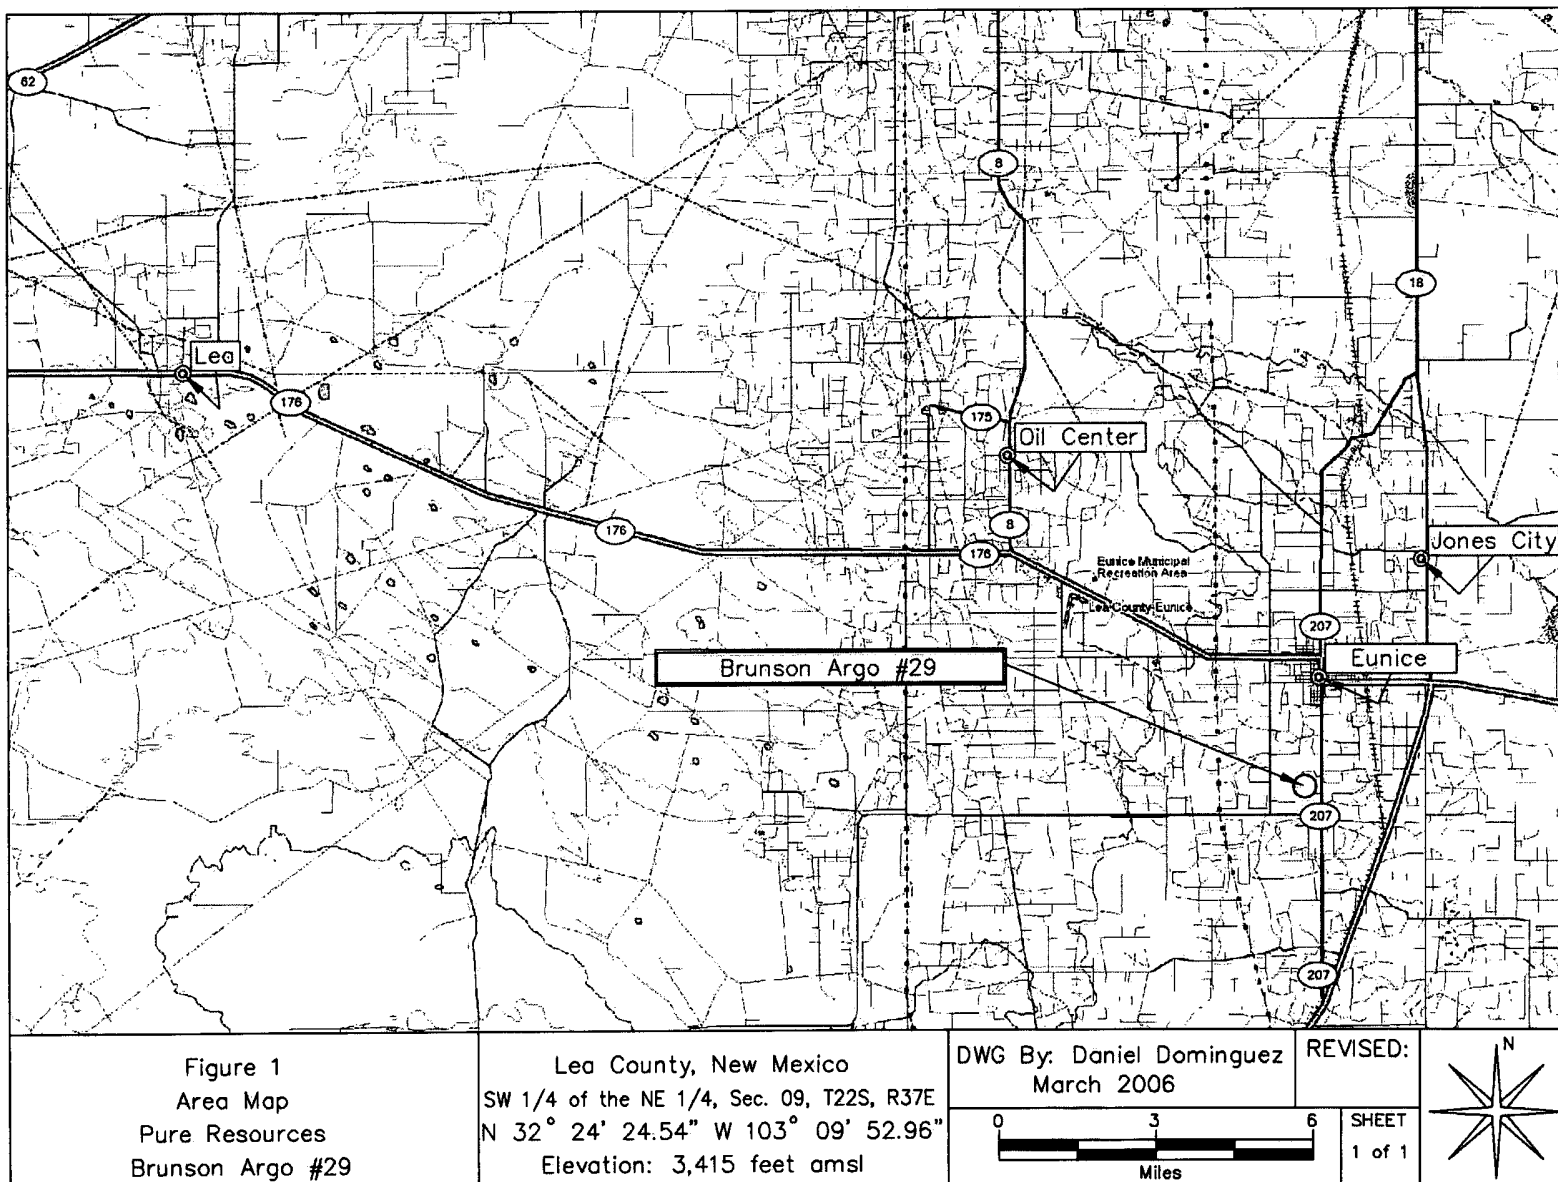 62
8
18
Lea
176
175
Oil Center
176
8
176
Jones City
Eunice Municipal
Recreation Area
Lea County-Eunice
207
Eunice
Brunson Argo #29
207
207
Figure 1
Area Map
Pure Resources
Brunson Argo #29
Lea County, New Mexico
SW 1/4 of the NE 1/4, Sec. 09, T22S, R37E
N 32° 24' 24.54" W 103° 09' 52.96"
Elevation: 3,415 feet amsl
DWG By: Daniel Dominguez
March 2006
REVISED:
0 3 6
Miles
SHEET
1 of 1
N